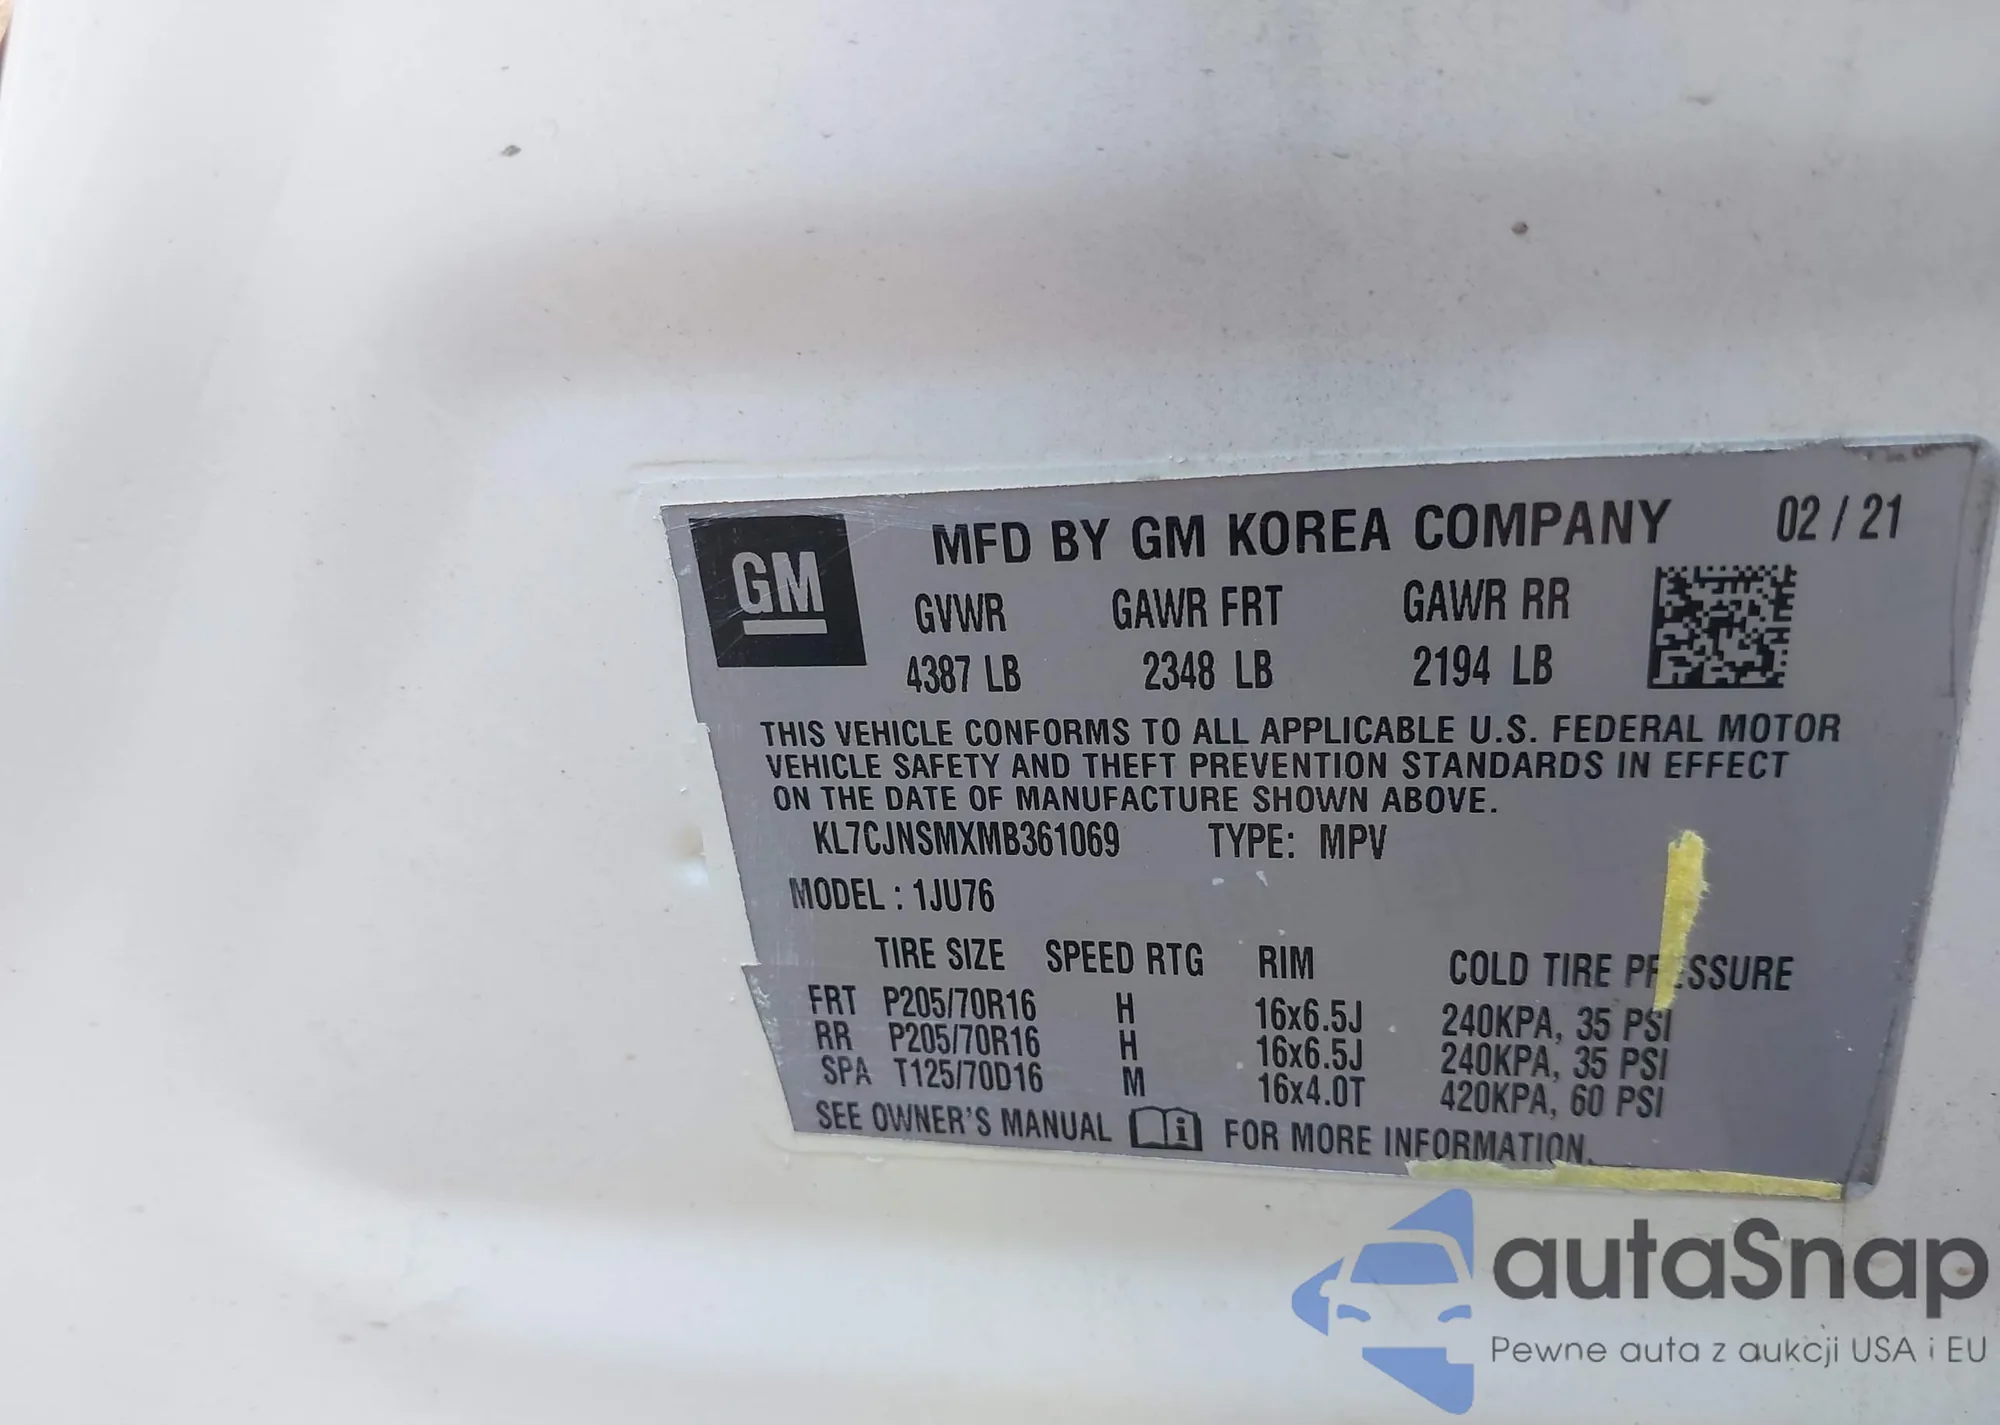 GM
MFD BY GM KOREA COMPANY 02 / 21
GVWR GAWR FRT GAWR RR
4387 LB 2348 LB 2194 LB
THIS VEHICLE CONFORMS TO ALL APPLICABLE U.S. FEDERAL MOTOR
VEHICLE SAFETY AND THEFT PREVENTION STANDARDS IN EFFECT
ON THE DATE OF MANUFACTURE SHOWN ABOVE.
KL7CJNSMXMB361069 TYPE: MPV
MODEL : 1JU76
TIRE SIZE SPEED RTG RIM COLD TIRE PRESSURE
FRT P205/70R16 H 16x6.5J 240KPA, 35 PSI
RR P205/70R16 H 16x6.5J 240KPA, 35 PSI
SPA T125/70D16 M 16x4.0T 420KPA, 60 PSI
SEE OWNER'S MANUAL FOR MORE INFORMATION.
autaSnap
Pewne auta z aukcji USA i EU